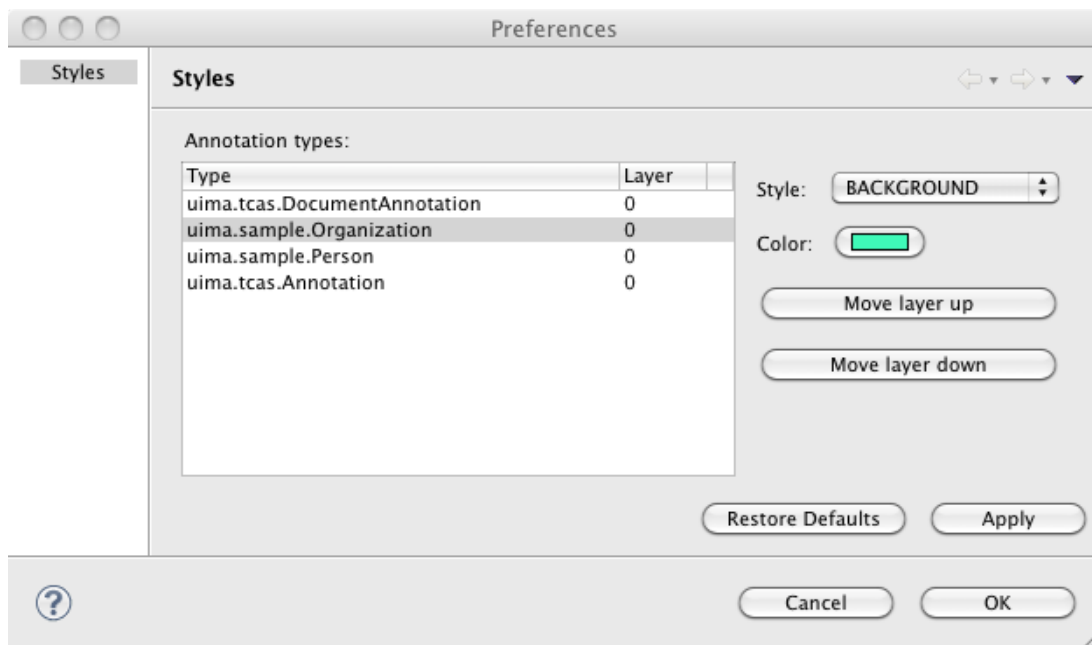 Preferences
Styles
Styles
Annotation types:
Type Layer
uima.tcas.DocumentAnnotation 0
uima.sample.Organization 0
uima.sample.Person 0
uima.tcas.Annotation 0
Style: BACKGROUND
Color:
Move layer up
Move layer down
Restore Defaults Apply
? Cancel OK